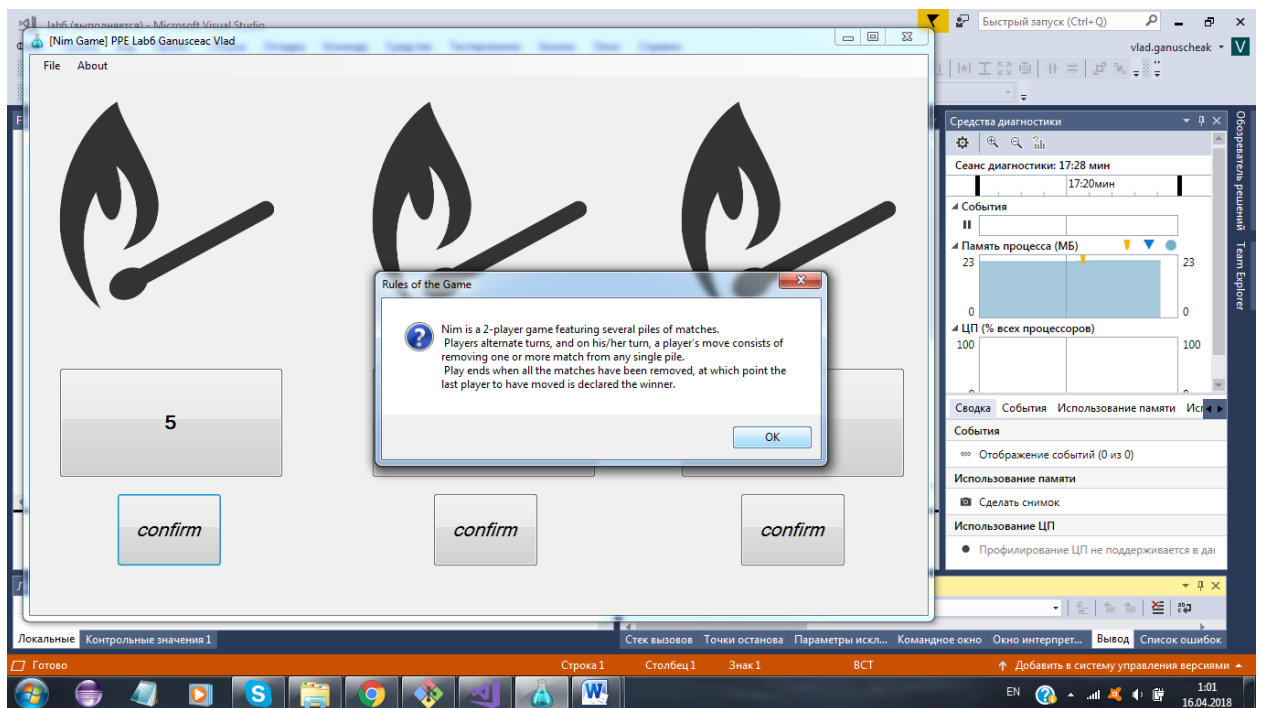 lab6 (выполняется) - Microsoft Visual Studio
Быстрый запуск (Ctrl+Q)
[Nim Game] PPE Lab6 Ganusceac Vlad
vlad.ganuscheak
V
File About
Средства диагностики
Обозреватель решений
Team Explorer
Сеанс диагностики: 17:28 мин
17:20мин
События
Память процесса (МБ)
23
23
0
0
ЦП (% всех процессоров)
100
100
Rules of the Game
Nim is a 2-player game featuring several piles of matches.
Players alternate turns, and on his/her turn, a player's move consists of
removing one or more match from any single pile.
Play ends when all the matches have been removed, at which point the
last player to have moved is declared the winner.
OK
5
confirm
confirm
confirm
Сводка События Использование памяти
События
Отображение событий (0 из 0)
Использование памяти
Сделать снимок
Использование ЦП
Профилирование ЦП не поддерживается в
Локальные Контрольные значения 1
Стек вызовов Точки останова Параметры искл... Командное окно Окно интерпрет... Вывод Список ошибок
Готово Строка 1 Столбец 1 Знак 1 ВСТ Добавить в систему управления версиями
S W
EN 1:01
16.04.2018